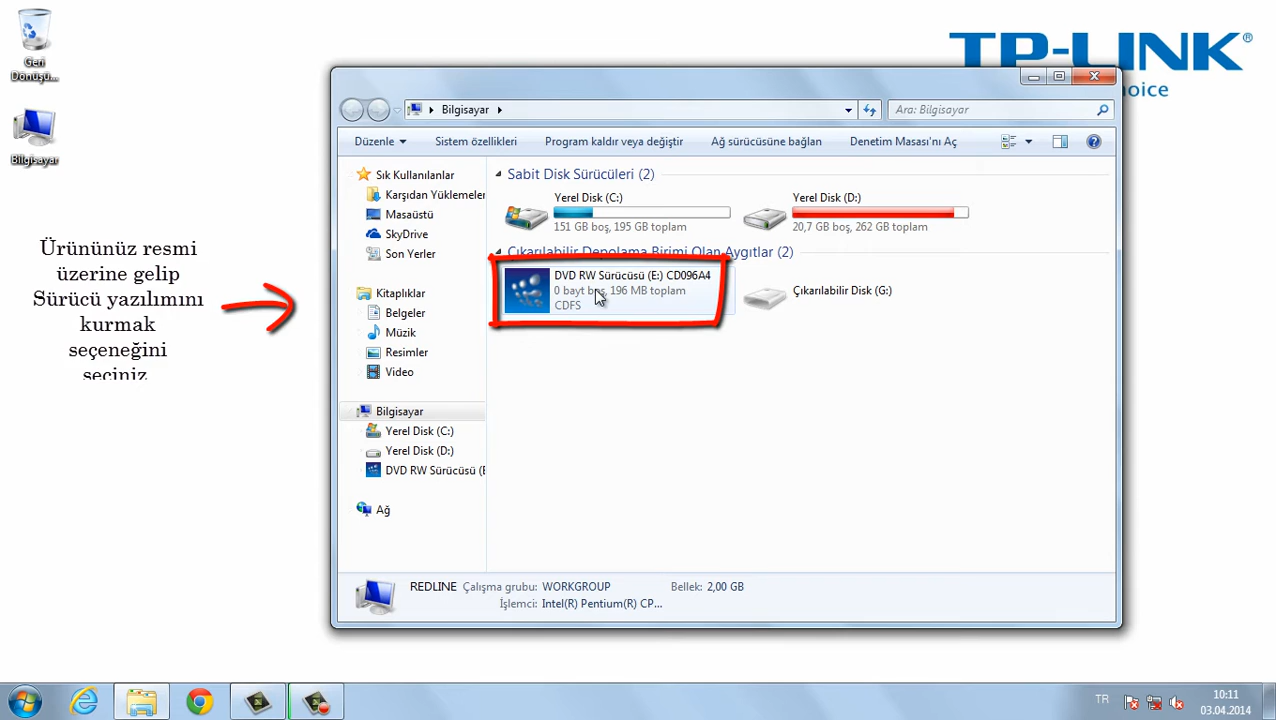 Geri
Dönüşü...
Bilgisayar
TP-LINK®
hoice
Ürününüz resmi
üzerine gelip
Sürücü yazılımını
kurmak
seçeneğini
seçiniz
Bilgisayar
Ara: Bilgisayar
Düzenle
Sistem özellikleri
Program kaldır veya değiştir
Ağ sürücüsüne bağlan
Denetim Masası'nı Aç
Sık Kullanılanlar
Karşıdan Yüklemeler
Masaüstü
SkyDrive
Son Yerler
Kitaplıklar
Belgeler
Müzik
Resimler
Video
Bilgisayar
Yerel Disk (C:)
Yerel Disk (D:)
DVD RW Sürücüsü (E
Ağ
Sabit Disk Sürücüleri (2)
Yerel Disk (C:)
151 GB boş, 195 GB toplam
Yerel Disk (D:)
20,7 GB boş, 262 GB toplam
Çıkarılabilir Depolama Birimi Olan Aygıtlar (2)
DVD RW Sürücüsü (E:) CD096A4
0 bayt boş, 196 MB toplam
CDFS
Çıkarılabilir Disk (G:)
REDLINE Çalışma grubu: WORKGROUP Bellek: 2,00 GB
İşlemci: Intel(R) Pentium(R) CP...
TR
10:11
03.04.2014